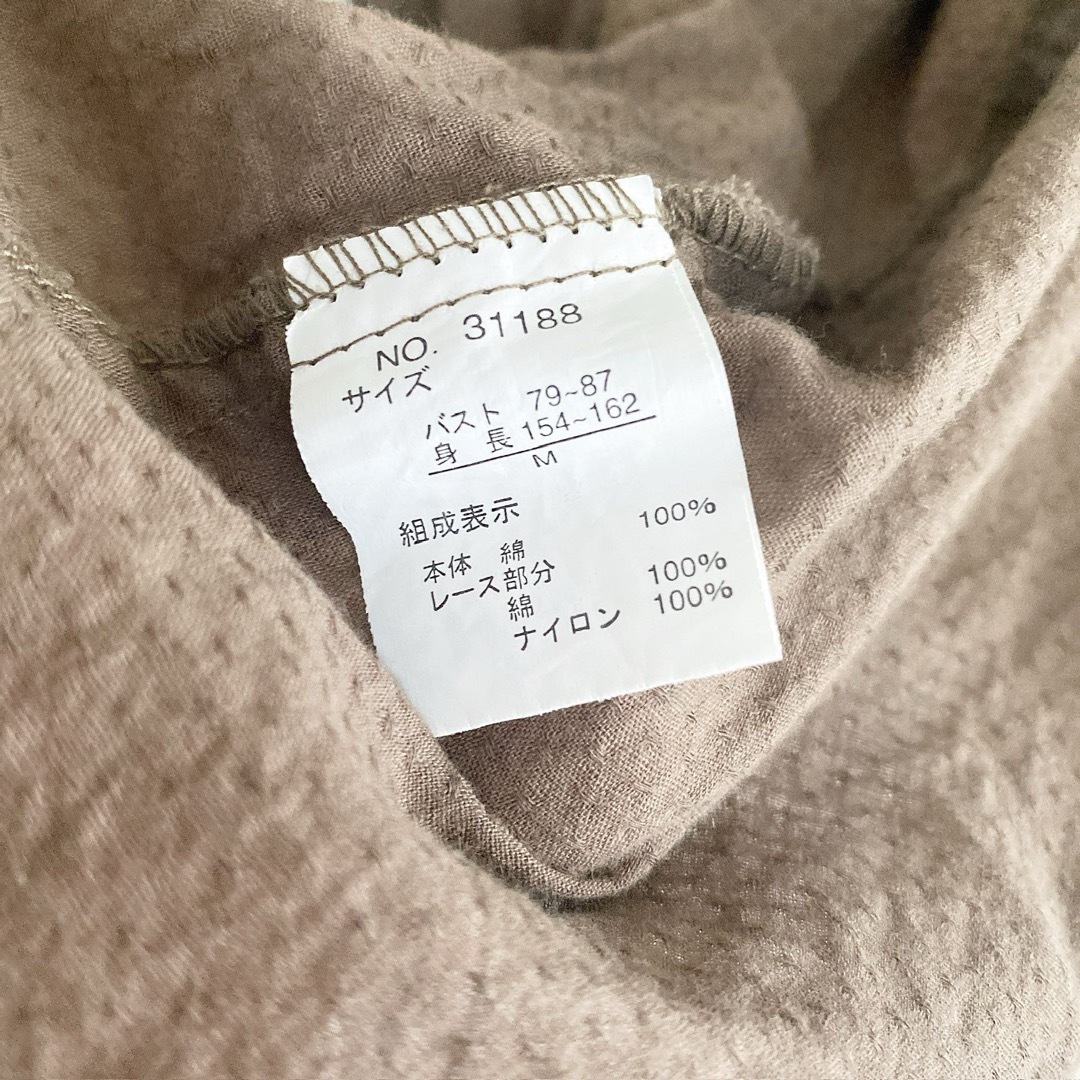 NO. 31188
サイズ
バスト 79~87
身 長 154~162
M
組成表示
本体 綿 100%
レース部分
綿 100%
ナイロン 100%